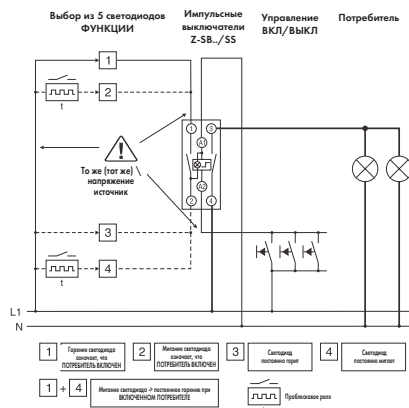 Выбор из 5 светодиодов
ФУНКЦИИ
Импульсные
выключатели
Z-SB../SS
Управление
ВКЛ/ВЫКЛ
Потребитель
1
t
2
1
3
A1
A2
2
4
То же (тот же)
напряжение
источник
3
t
4
L1
N
1
Горение светодиода
означает, что
ПОТРЕБИТЕЛЬ ВКЛЮЧЕН
2
Мигание светодиода
означает, что
ПОТРЕБИТЕЛЬ ВКЛЮЧЕН
3
Светодиод
постоянно горит
4
Светодиод
постоянно мигает
1 + 4
Мигание светодиода -> постоянное горение при
ВКЛЮЧЕННОМ ПОТРЕБИТЕЛЕ
Проблесковое реле
t